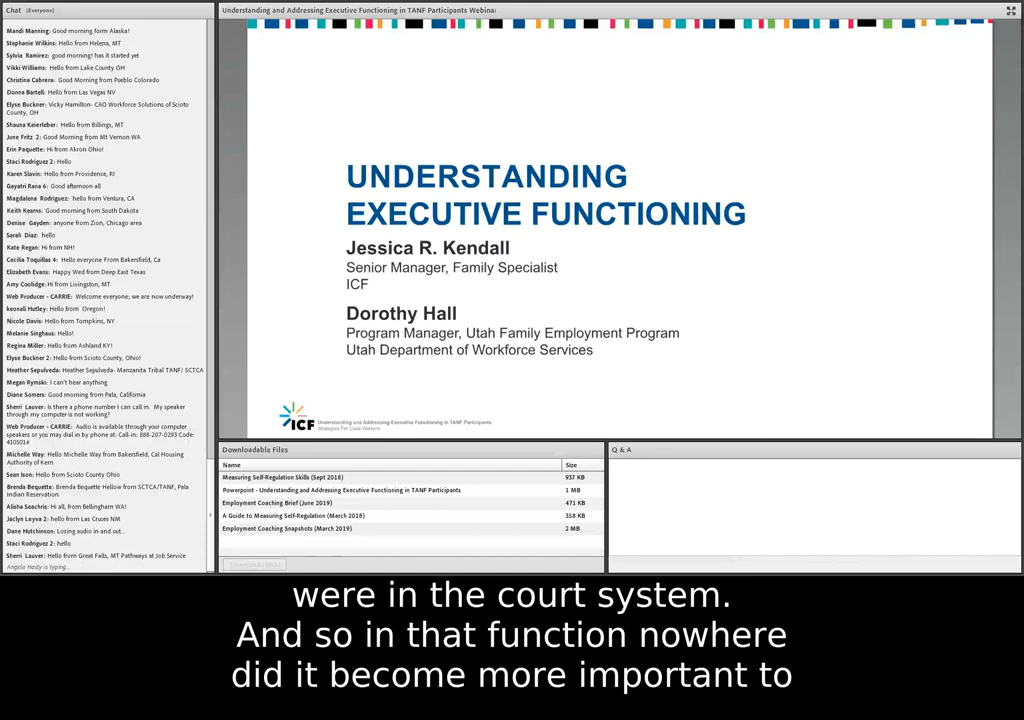 Chat (Everyone)
Mandi Manning: Good morning form Alaska!
Stephanie Wilkins: Hello from Helena, MT
Sylvia Ramirez: good morning! has it started yet
Vikki Williams: Hello from Lake County OH
Christina Cabrera: Good Morning from Pueblo Colorado
Donna Bartell: Hello from Las Vegas NV
Elyse Buckner: Vicky Hamilton- CAO Workforce Solutions of Scioto
County, OH
Shauna Keierleber: Hello from Billings, MT
June Fritz 2: Good Morning from Mt Vernon WA
Erin Paquette: Hi from Akron Ohio!
Staci Rodriguez 2: Hello
Karen Slavin: Hello from Providence, RI
Gayatri Rana 6: Good afternoon all
Magdalena Rodriguez: hello from Ventura, CA
Keith Kearns: Good morning from South Dakota
Denise Gayden: anyone from Zion, Chicago area
Sarah Diaz: hello
Kate Regan: Hi from NH!
Cecilia Toquillas 4: Hello everyone From Bakersfield, Ca
Elizabeth Evans: Happy Wed from Deep East Texas
Amy Coolidge: Hi from Livingston, MT
Web Producer - CARRIE: Welcome everyone; we are now underway!
keonali Hutley: Hello from Oregon!
Nicole Davis: Hello from Tompkins, NY
Melanie Singhaus: Hello!
Regina Miller: Hello from Ashland KY!
Elyse Buckner 2: Hello from Scioto County, Ohio!
Heather Sepulveda: Heather Sepulveda- Manzanita Tribal TANF/ SCTCA
Megan Rymski: I can't hear anything
Diane Somers: Good morning from Pala, California
Sherri Lauver: Is there a phone number I can call in. My speaker
through my computer is not working?
Web Producer - CARRIE: Audio is available through your computer
speakers or you may dial in by phone at: Call-in: 888-207-0293 Code:
410501#
Michelle Way: Hello Michelle Way from Bakersfield, Cal Housing
Authority of Kern
Sean Ison: Hello from Scioto County Ohio
Brenda Bequette: Brenda Bequette Hellow from SCTCA/TANF, Pala
Indian Reservation
Alisha Seachris: Hi all, from Bellingham WA!
Jaclyn Leyva 2: hello from Las Cruces NM
Dane Hutchinson: Losing audio in and out..
Staci Rodriguez 2: hello
Sherri Lauver: Hello from Great Falls, MT Pathways at Job Service
Angela Hasty is typing...
Understanding and Addressing Executive Functioning in TANF Participants Webinar
UNDERSTANDING
EXECUTIVE FUNCTIONING
Jessica R. Kendall
Senior Manager, Family Specialist
ICF
Dorothy Hall
Program Manager, Utah Family Employment Program
Utah Department of Workforce Services
ICF
Understanding and Addressing Executive Functioning in TANF Participants
Strategies For Case Workers
Downloadable Files
Name Size
Measuring Self-Regulation Skills (Sept 2018) 937 KB
Powerpoint - Understanding and Addressing Executive Functioning in TANF Participants 1 MB
Employment Coaching Brief (June 2019) 471 KB
A Guide to Measuring Self-Regulation (March 2018) 358 KB
Employment Coaching Snapshots (March 2019) 2 MB
Q & A
were in the court system.
And so in that function nowhere
did it become more important to